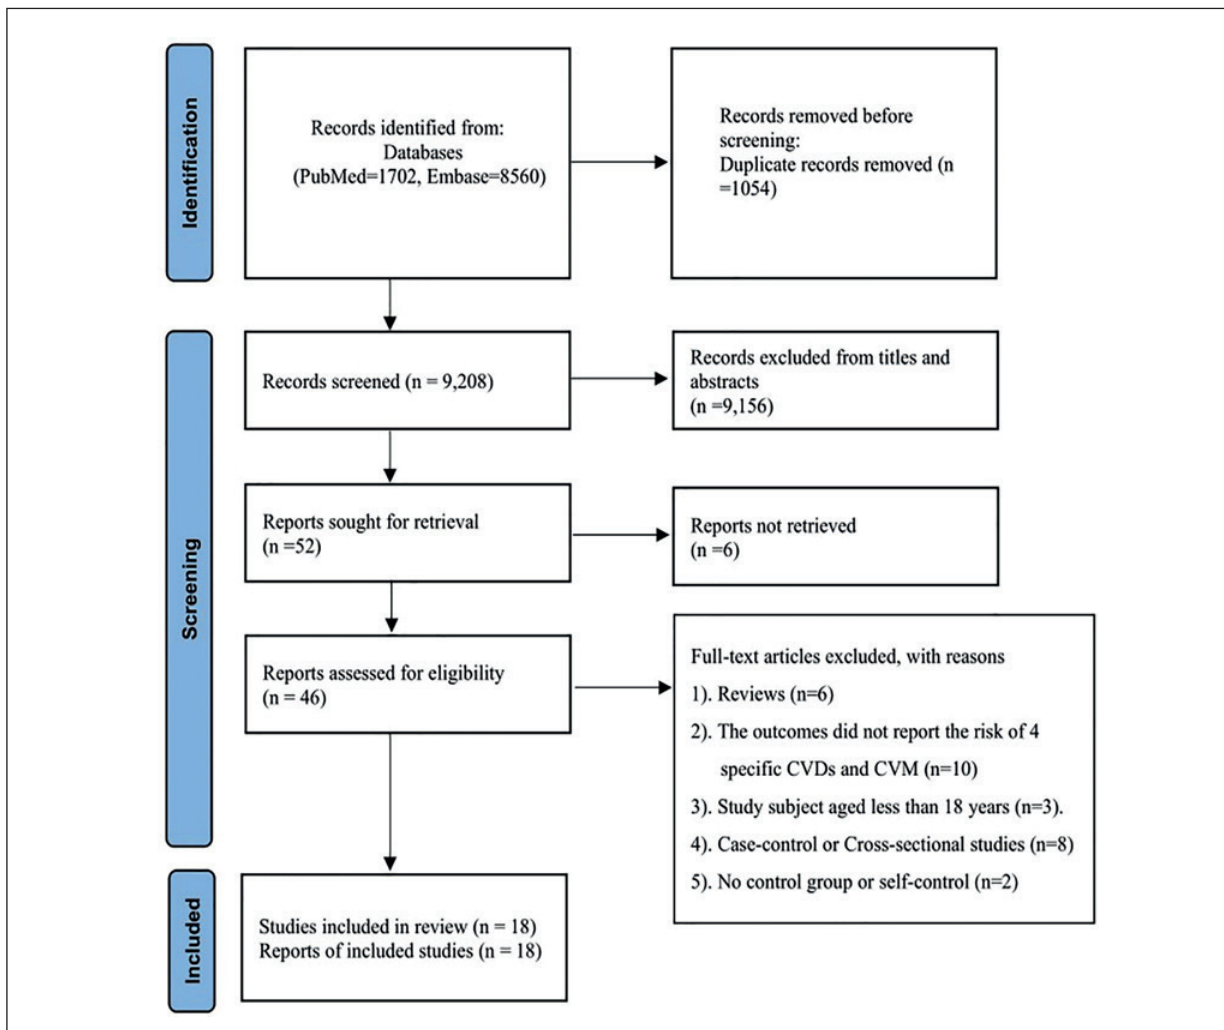 Identification
Records identified from:
Databases
(PubMed=1702, Embase=8560)
Records removed before
screening:
Duplicate records removed (n
=1054)
Screening
Records screened (n = 9,208)
Records excluded from titles and
abstracts
(n =9,156)
Reports sought for retrieval
(n =52)
Reports not retrieved
(n =6)
Reports assessed for eligibility
(n = 46)
Full-text articles excluded, with reasons
1). Reviews (n=6)
2). The outcomes did not report the risk of 4
specific CVDs and CVM (n=10)
3). Study subject aged less than 18 years (n=3).
4). Case-control or Cross-sectional studies (n=8)
5). No control group or self-control (n=2)
Included
Studies included in review (n = 18)
Reports of included studies (n = 18)